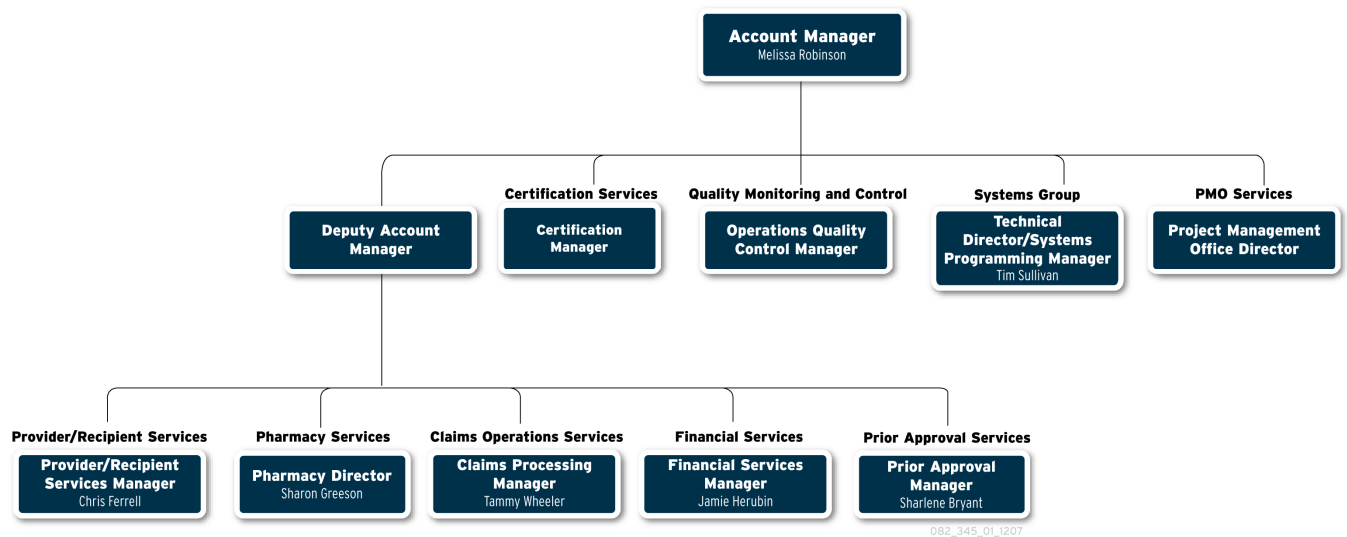 Account Manager
Melissa Robinson
Deputy Account
Manager
Certification Services
Certification
Manager
Quality Monitoring and Control
Operations Quality
Control Manager
Systems Group
Technical
Director/Systems
Programming Manager
Tim Sullivan
PMO Services
Project Management
Office Director
Provider/Recipient Services
Provider/Recipient
Services Manager
Chris Ferrell
Pharmacy Services
Pharmacy Director
Sharon Greeson
Claims Operations Services
Claims Processing
Manager
Tammy Wheeler
Financial Services
Financial Services
Manager
Jamie Herubin
Prior Approval Services
Prior Approval
Manager
Sharlene Bryant
082_345_01_1207